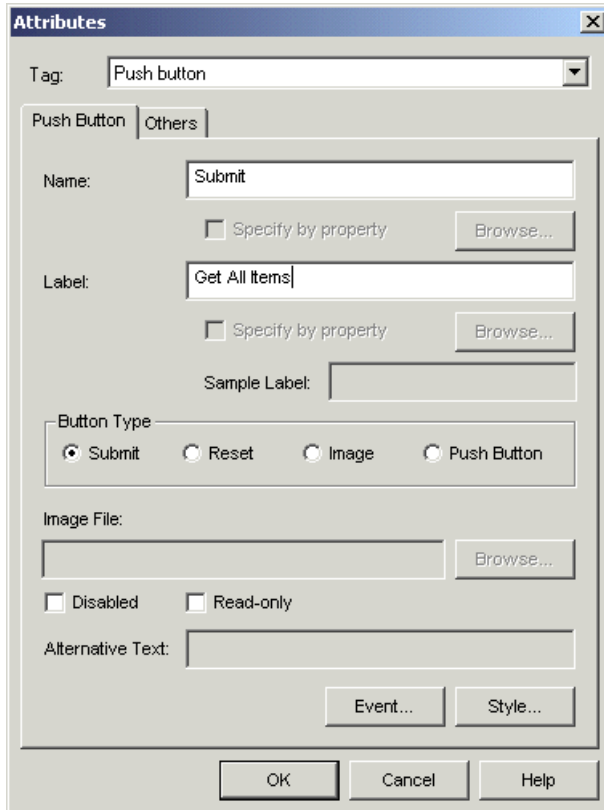 Attributes
Tag: Push button
Push Button Others
Name: Submit
Specify by property Browse...
Label: Get All Items
Specify by property Browse...
Sample Label:
Button Type
Submit Reset Image Push Button
Image File:
Browse...
Disabled Read-only
Alternative Text:
Event... Style...
OK Cancel Help